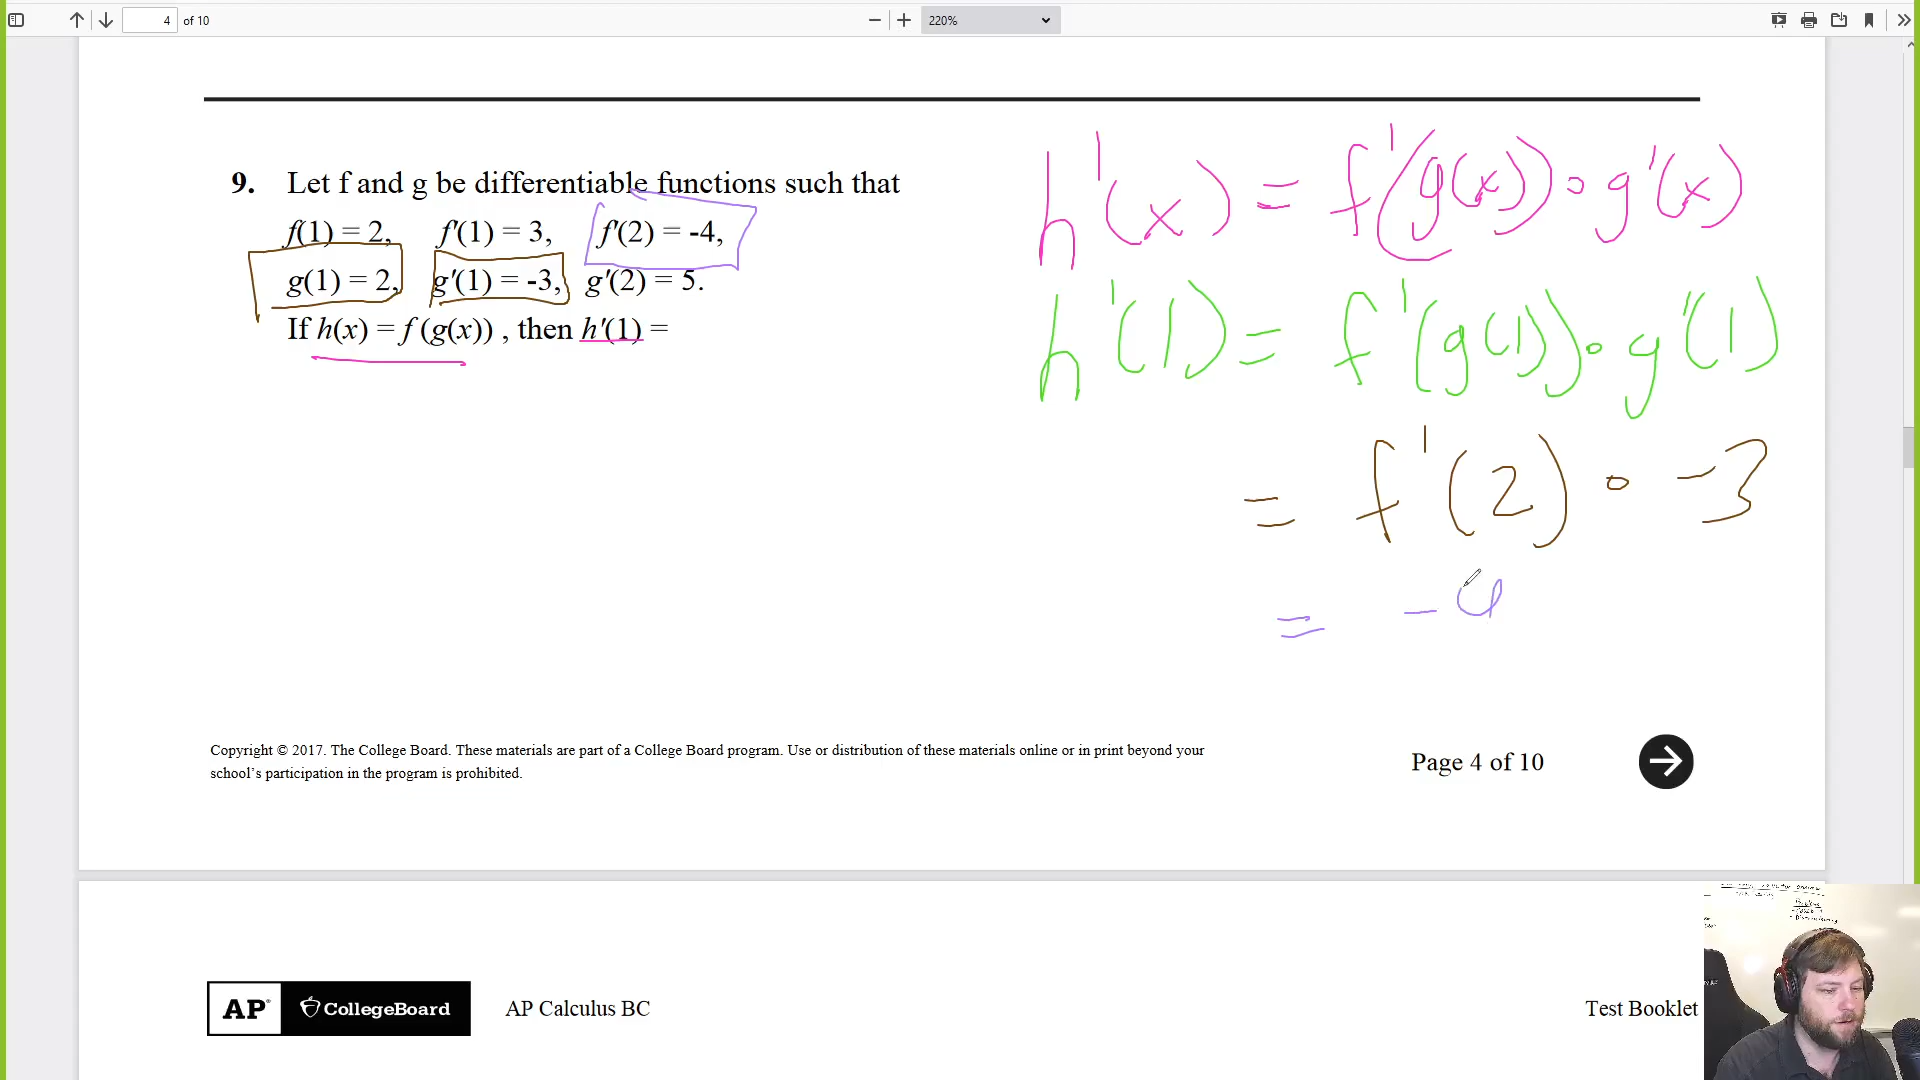 4 of 10
220%
9. Let f and g be differentiable functions such that
f(1) = 2, f'(1) = 3, f'(2) = -4,
g(1) = 2, g'(1) = -3, g'(2) = 5.
If h(x) = f (g(x)) , then h'(1) =
h'(x) = f'(g(x)) ∘ g'(x)
h'(1) = f'(g(1)) ∘ g'(1)
= f'(2) ∘ -3
= -4
Copyright © 2017. The College Board. These materials are part of a College Board program. Use or distribution of these materials online or in print beyond your
school’s participation in the program is prohibited.
Page 4 of 10
AP® CollegeBoard AP Calculus BC Test Booklet